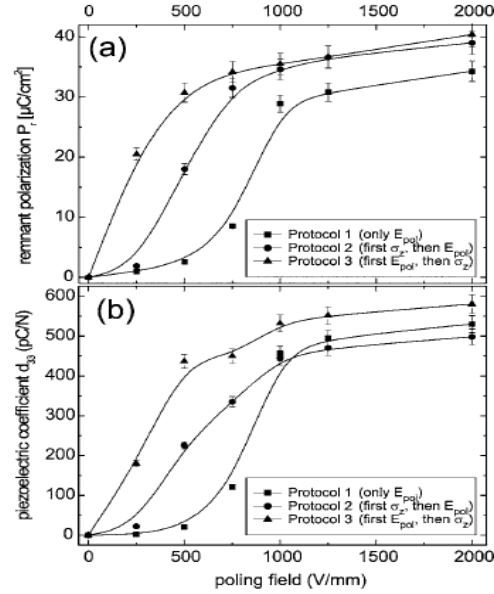 (a)
remnant polarization Pᵣ [μC/cm²]
40
30
20
10
0
0 500 1000 1500 2000
Protocol 1 (only E_pol)
Protocol 2 (first σ_z, then E_pol)
Protocol 3 (first E_pol, then σ_z)
(b)
piezoelectric coefficient d₃₃ (pC/N)
600
500
400
300
200
100
0
Protocol 1 (only E_pol)
Protocol 2 (first σ_z, then E_pol)
Protocol 3 (first E_pol, then σ_z)
0 500 1000 1500 2000
poling field (V/mm)